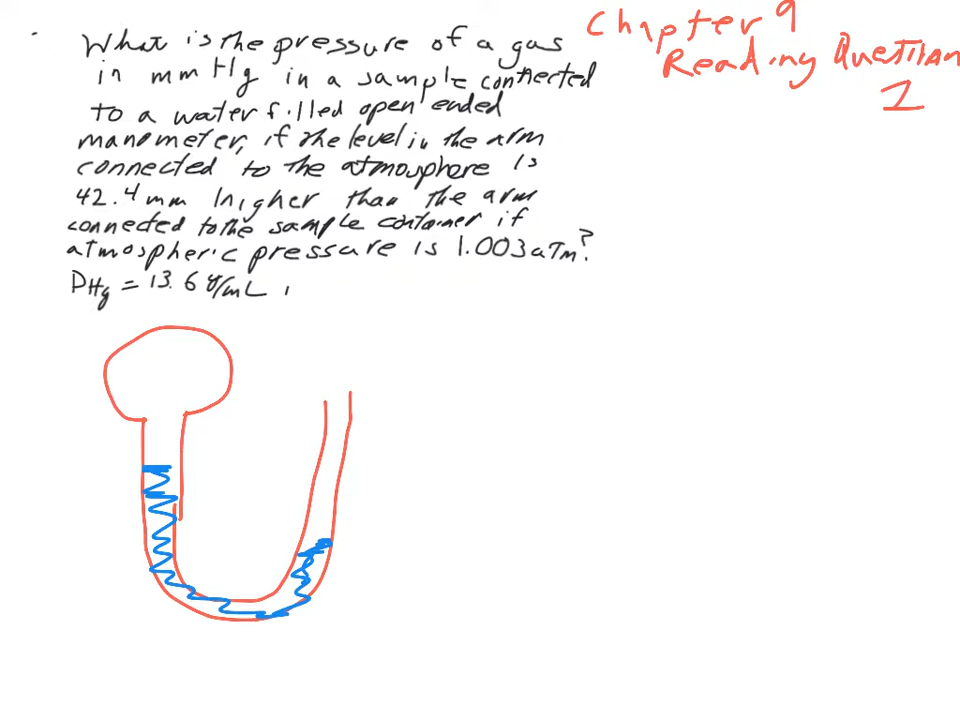 Chapter 9
Reading Question
1
What is the pressure of a gas
in mm Hg in a sample connected
to a water filled open ended
manometer, if the level in the arm
connected to the atmosphere is
42.4 mm higher than the arm
connected to the sample container if
atmospheric pressure is 1.003 atm?
DHg = 13.6 g/mL .